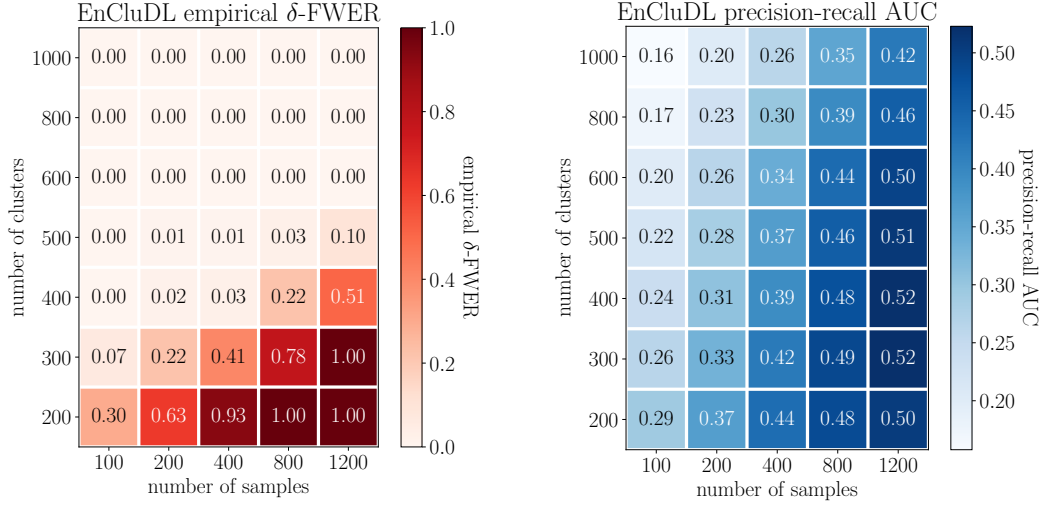 EnCluDL empirical δ-FWER
number of clusters
1000 0.00 0.00 0.00 0.00 0.00
800 0.00 0.00 0.00 0.00 0.00
600 0.00 0.00 0.00 0.00 0.00
500 0.00 0.01 0.01 0.03 0.10
400 0.00 0.02 0.03 0.22 0.51
300 0.07 0.22 0.41 0.78 1.00
200 0.30 0.63 0.93 1.00 1.00
100 200 400 800 1200
number of samples
1.0
0.8
0.6
0.4
0.2
0.0
empirical δ-FWER
EnCluDL precision-recall AUC
number of clusters
1000 0.16 0.20 0.26 0.35 0.42
800 0.17 0.23 0.30 0.39 0.46
600 0.20 0.26 0.34 0.44 0.50
500 0.22 0.28 0.37 0.46 0.51
400 0.24 0.31 0.39 0.48 0.52
300 0.26 0.33 0.42 0.49 0.52
200 0.29 0.37 0.44 0.48 0.50
100 200 400 800 1200
number of samples
0.50
0.45
0.40
0.35
0.30
0.25
0.20
precision-recall AUC